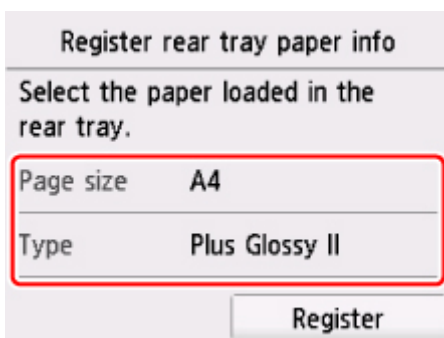 Register rear tray paper info
Select the paper loaded in the
rear tray.
Page size A4
Type Plus Glossy II
Register